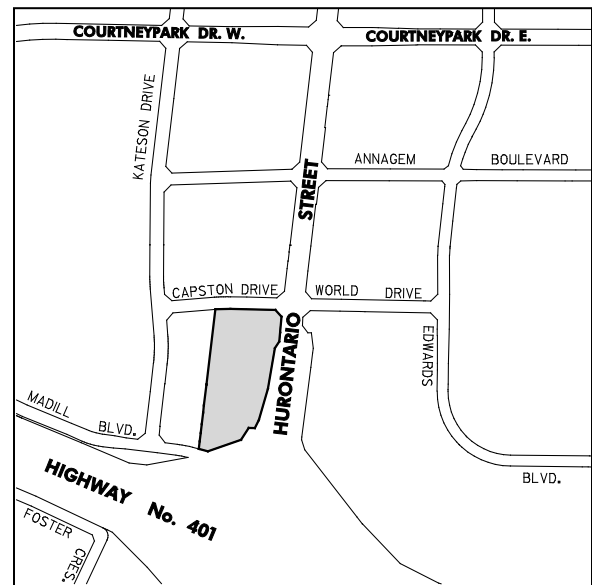 COURTNEYPARK DR. W.
COURTNEYPARK DR. E.
KATESON DRIVE
ANNAGEM BOULEVARD
HURONTARIO STREET
CAPSTON DRIVE
WORLD DRIVE
EDWARDS BLVD.
MADILL BLVD.
HIGHWAY No. 401
FOSTER CRES.